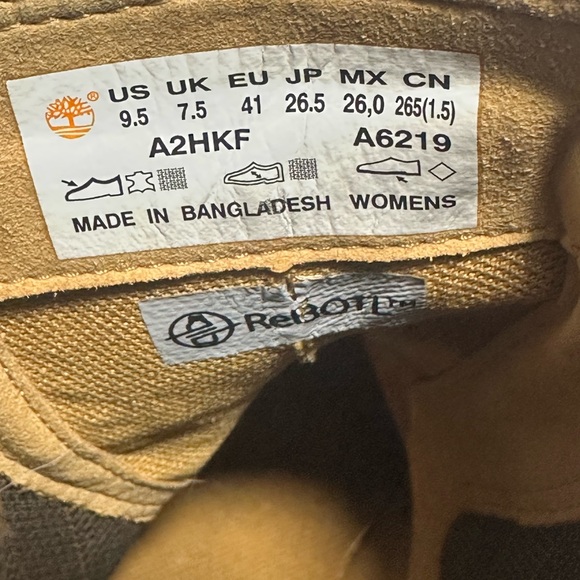 ® US UK EU JP MX CN
9.5 7.5 41 26.5 26,0 265(1.5)
A2HKF A6219
MADE IN BANGLADESH WOMENS
ReBOTL™